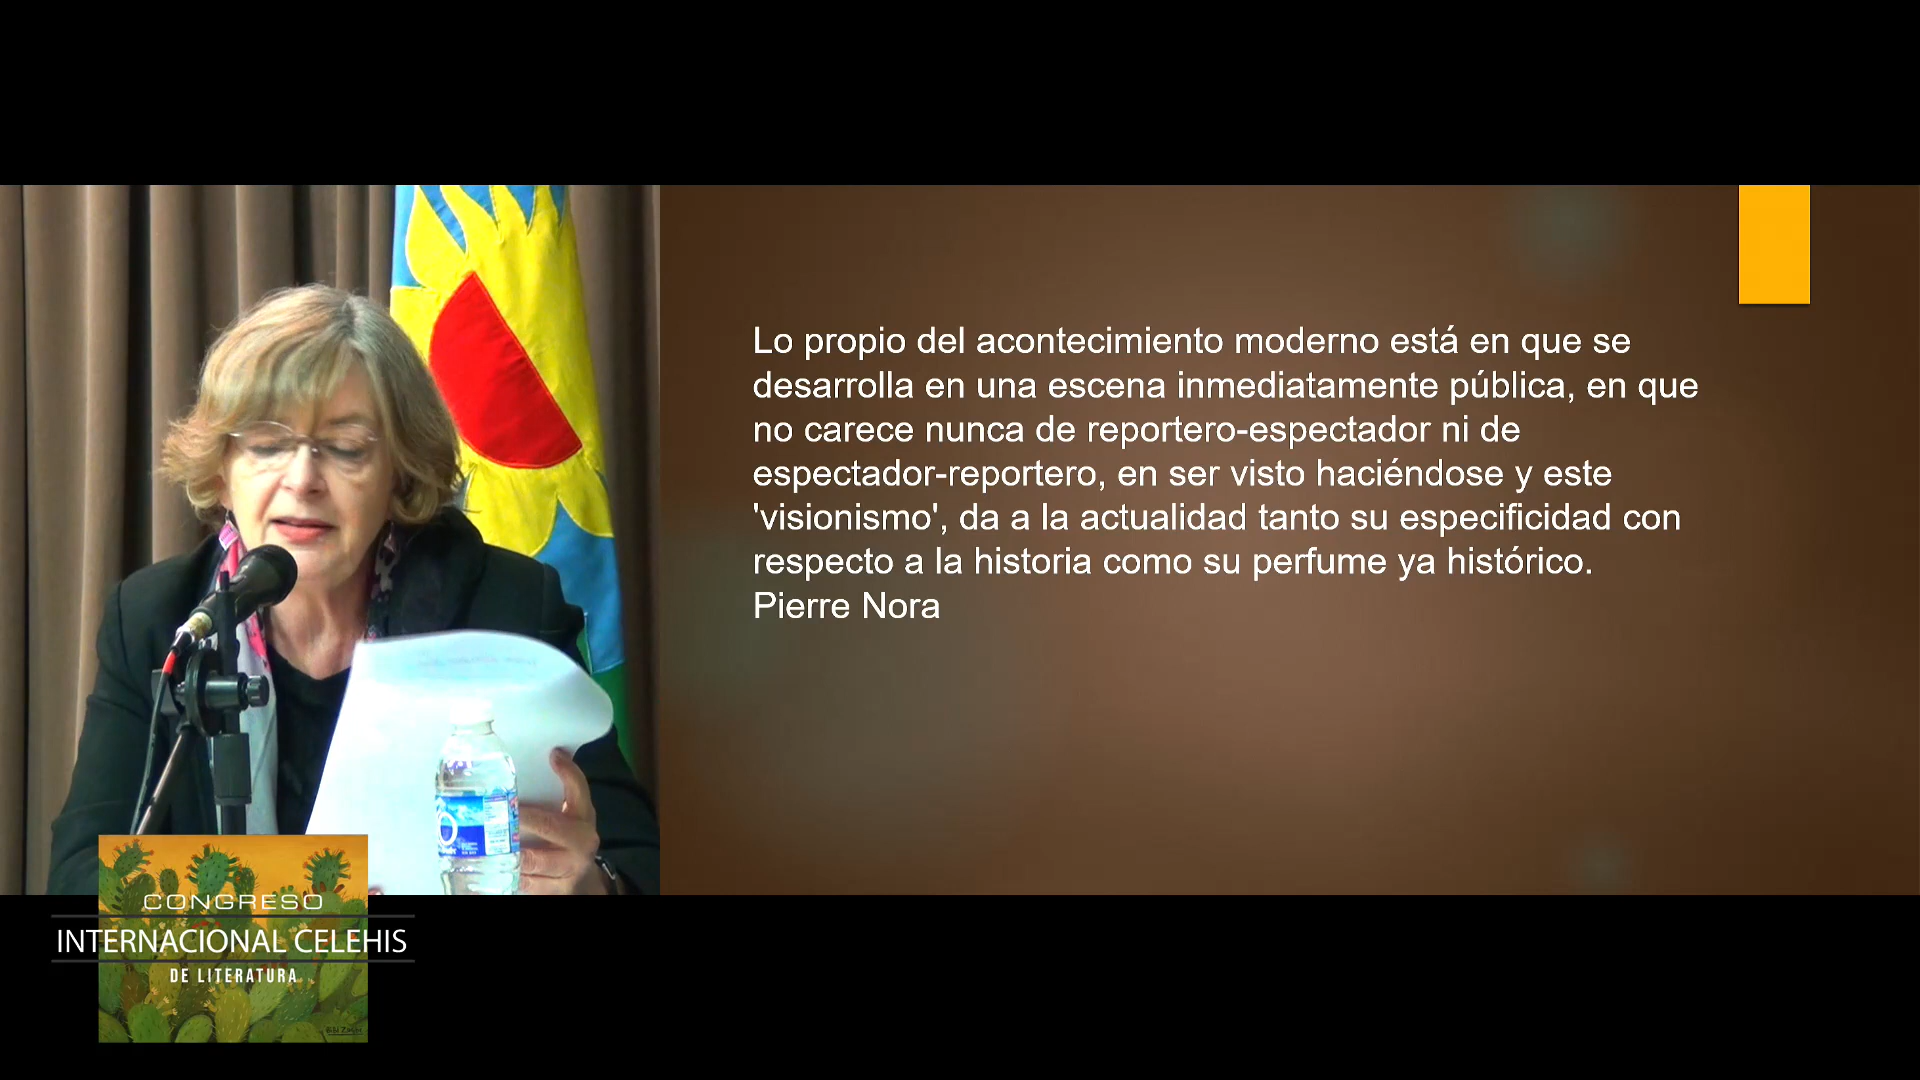 Lo propio del acontecimiento moderno está en que se
desarrolla en una escena inmediatamente pública, en que
no carece nunca de reportero-espectador ni de
espectador-reportero, en ser visto haciéndose y este
'visionismo', da a la actualidad tanto su especificidad con
respecto a la historia como su perfume ya histórico.
Pierre Nora
CONGRESO
INTERNACIONAL CELEHIS
DE LITERATURA